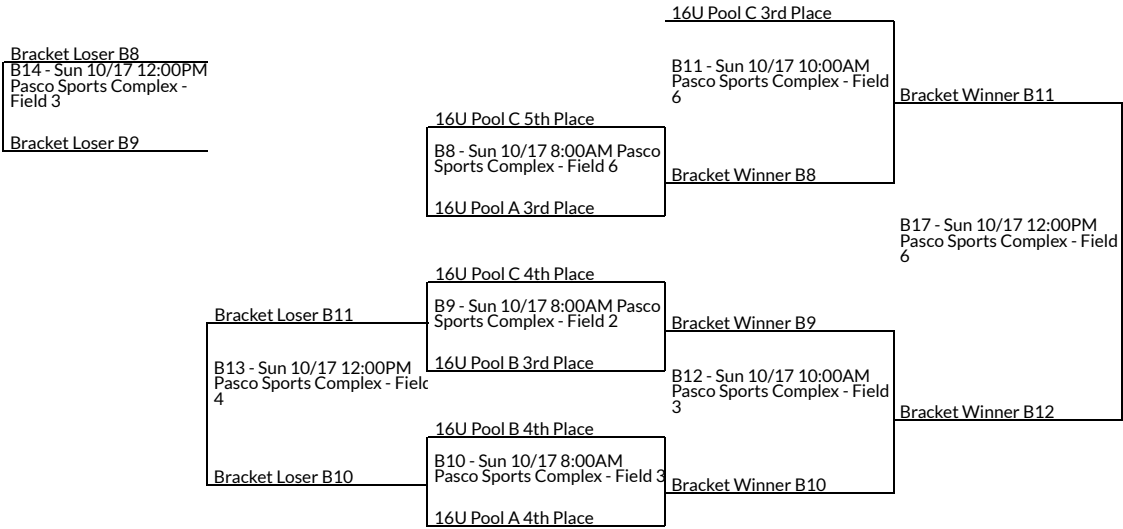 16U Pool C 3rd Place
Bracket Loser B8
B14 - Sun 10/17 12:00PM
Pasco Sports Complex -
Field 3
Bracket Loser B9
B11 - Sun 10/17 10:00AM
Pasco Sports Complex - Field
6
Bracket Winner B11
16U Pool C 5th Place
B8 - Sun 10/17 8:00AM Pasco
Sports Complex - Field 6
16U Pool A 3rd Place
Bracket Winner B8
B17 - Sun 10/17 12:00PM
Pasco Sports Complex - Field
6
16U Pool C 4th Place
B9 - Sun 10/17 8:00AM Pasco
Sports Complex - Field 2
16U Pool B 3rd Place
Bracket Winner B9
Bracket Loser B11
B13 - Sun 10/17 12:00PM
Pasco Sports Complex - Field
4
Bracket Loser B10
B12 - Sun 10/17 10:00AM
Pasco Sports Complex - Field
3
Bracket Winner B12
16U Pool B 4th Place
B10 - Sun 10/17 8:00AM
Pasco Sports Complex - Field 3
16U Pool A 4th Place
Bracket Winner B10